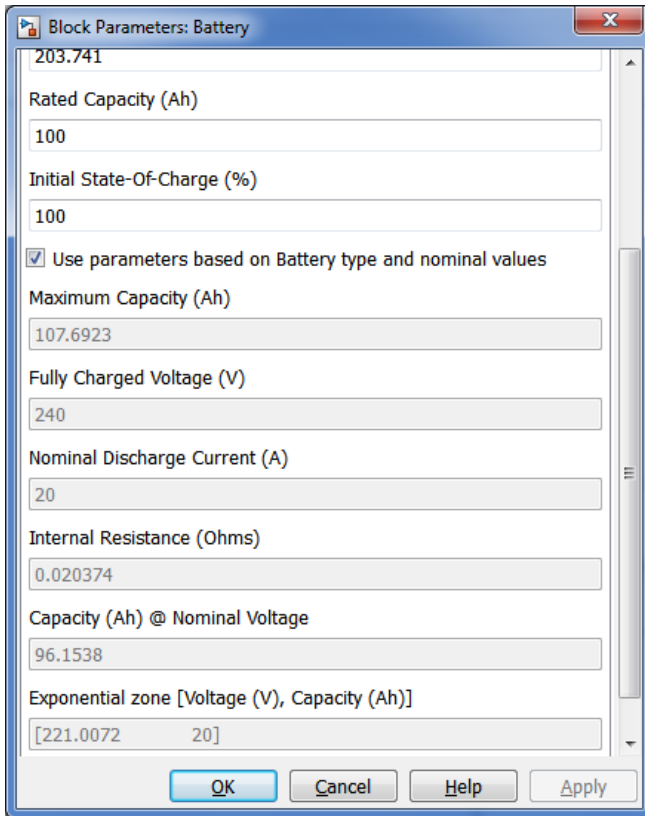 Block Parameters: Battery
203.741
Rated Capacity (Ah)
100
Initial State-Of-Charge (%)
100
Use parameters based on Battery type and nominal values
Maximum Capacity (Ah)
107.6923
Fully Charged Voltage (V)
240
Nominal Discharge Current (A)
20
Internal Resistance (Ohms)
0.020374
Capacity (Ah) @ Nominal Voltage
96.1538
Exponential zone [Voltage (V), Capacity (Ah)]
[221.0072 20]
OK Cancel Help Apply